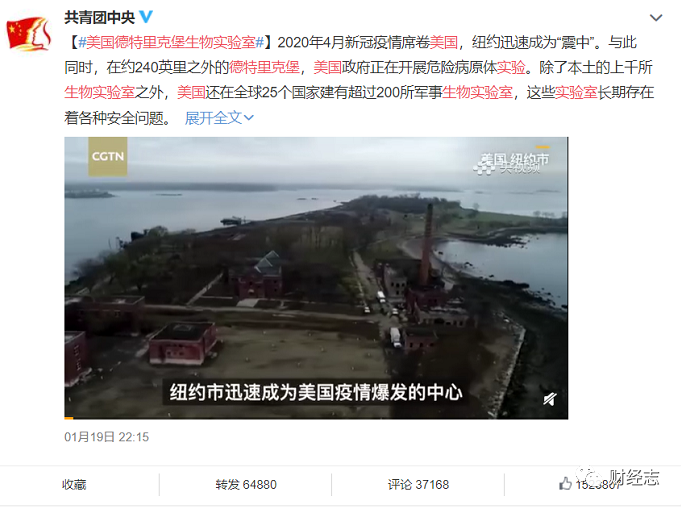 共青团中央
【#美国德特里克堡生物实验室#】2020年4月新冠疫情席卷美国，纽约迅速成为“震中”。与此
同时，在约240英里之外的德特里克堡，美国政府正在开展危险病原体实验。除了本土的上千所
生物实验室之外，美国还在全球25个国家建有超过200所军事生物实验室，这些实验室长期存在
着各种安全问题。 展开全文
CGTN
美国 纽约市
央视频
纽约市迅速成为美国疫情爆发的中心
01月19日 22:15
收藏
转发 64880
评论 37168
财经志